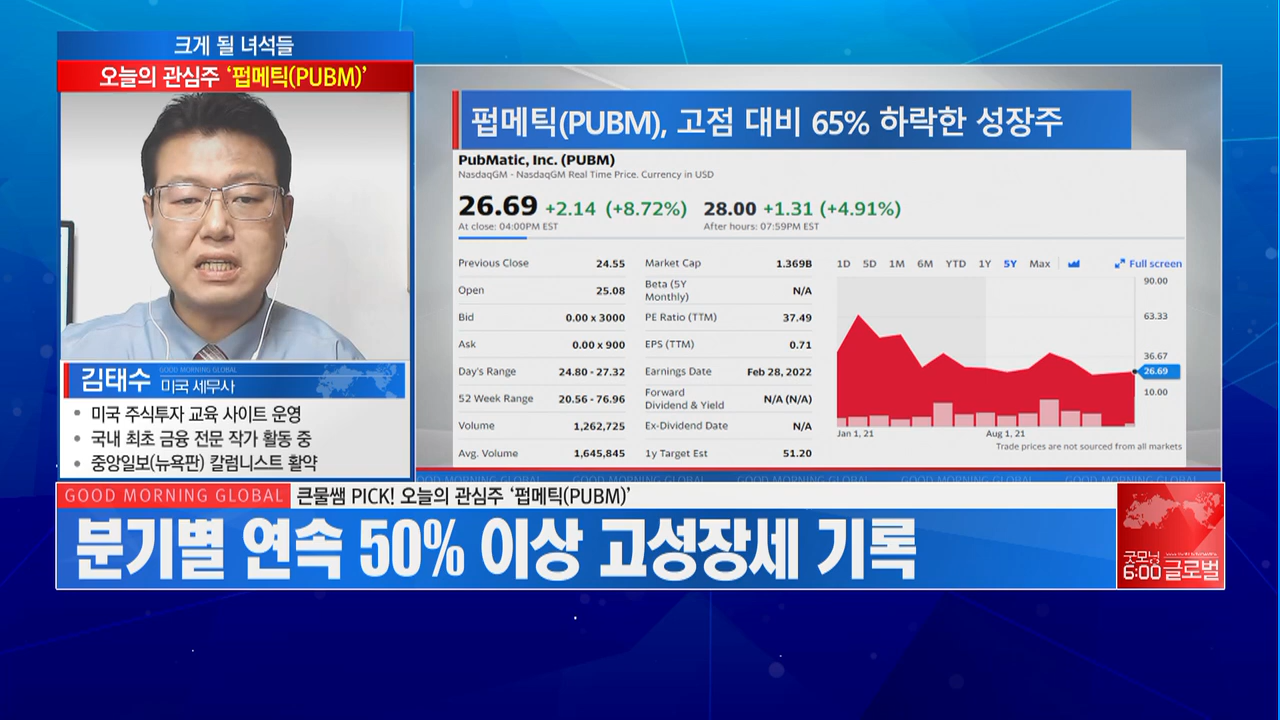 크게 될 녀석들
오늘의 관심주 '펍메틱(PUBM)'
김태수
GOOD MORNING GLOBAL
미국 세무사
• 미국 주식투자 교육 사이트 운영
• 국내 최초 금융 전문 작가 활동 중
• 중앙일보(뉴욕판) 칼럼니스트 활약
펍메틱(PUBM), 고점 대비 65% 하락한 성장주
PubMatic, Inc. (PUBM)
NasdaqGM - NasdaqGM Real Time Price. Currency in USD
26.69 +2.14 (+8.72%) 28.00 +1.31 (+4.91%)
At close: 04:00PM EST After hours: 07:59PM EST
Previous Close 24.55
Open 25.08
Bid 0.00 x 3000
Ask 0.00 x 900
Day's Range 24.80 - 27.32
52 Week Range 20.56 - 76.96
Volume 1,262,725
Avg. Volume 1,645,845
Market Cap 1.369B
Beta (5Y
Monthly) N/A
PE Ratio (TTM) 37.49
EPS (TTM) 0.71
Earnings Date Feb 28, 2022
Forward
Dividend & Yield N/A (N/A)
Ex-Dividend Date N/A
1y Target Est 51.20
1D 5D 1M 6M YTD 1Y 5Y Max Full screen
90.00
63.33
36.67
26.69
10.00
Jan 1, 21 Aug 1, 21
Trade prices are not sourced from all markets
GOOD MORNING GLOBAL 큰물쌤 PICK! 오늘의 관심주 '펍메틱(PUBM)'
분기별 연속 50% 이상 고성장세 기록
굿모닝
6:00 글로벌